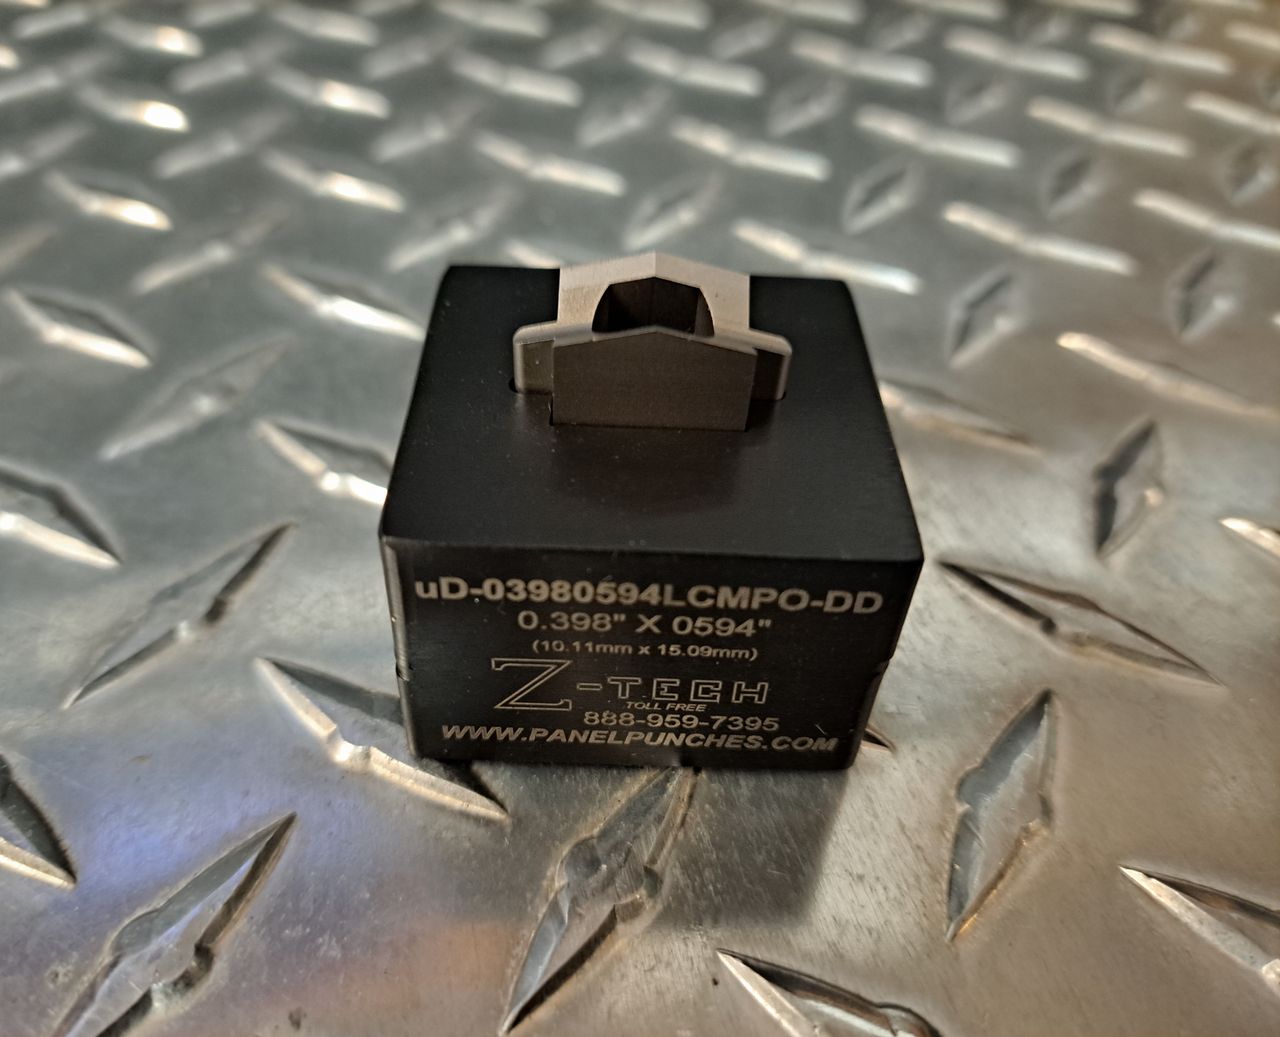 uD-03980594LCMPO-DD
0.398" X 0594"
(10.11mm x 15.09mm)
Z-TECH
TOLL FREE
888-959-7395
WWW.PANELPUNCHES.COM